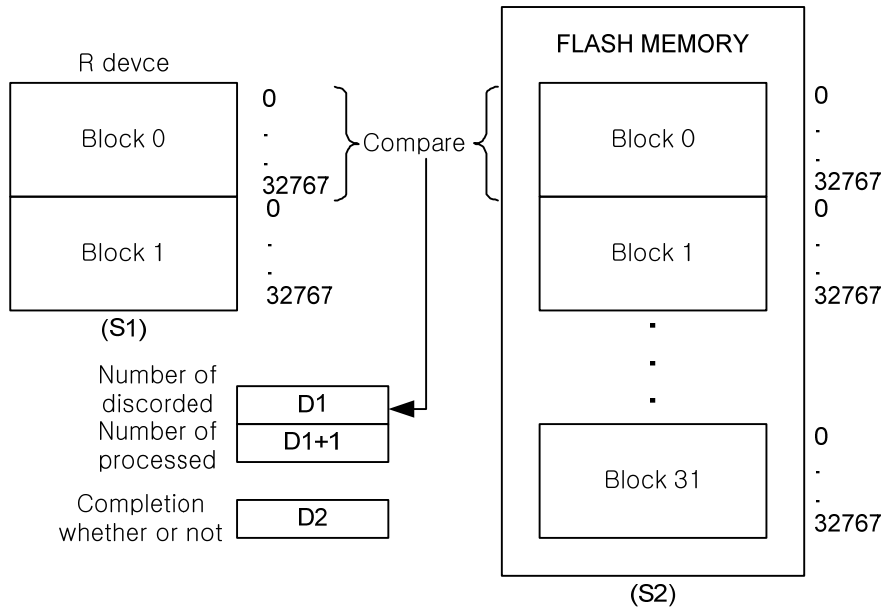 R devce
Block 0
0
.
.
32767
Block 1
0
.
.
32767
(S1)
Compare
FLASH MEMORY
Block 0
0
.
.
32767
Block 1
0
.
.
32767
.
.
.
Block 31
0
.
.
32767
(S2)
Number of
discorded
D1
Number of
processed
D1+1
Completion
whether or not
D2